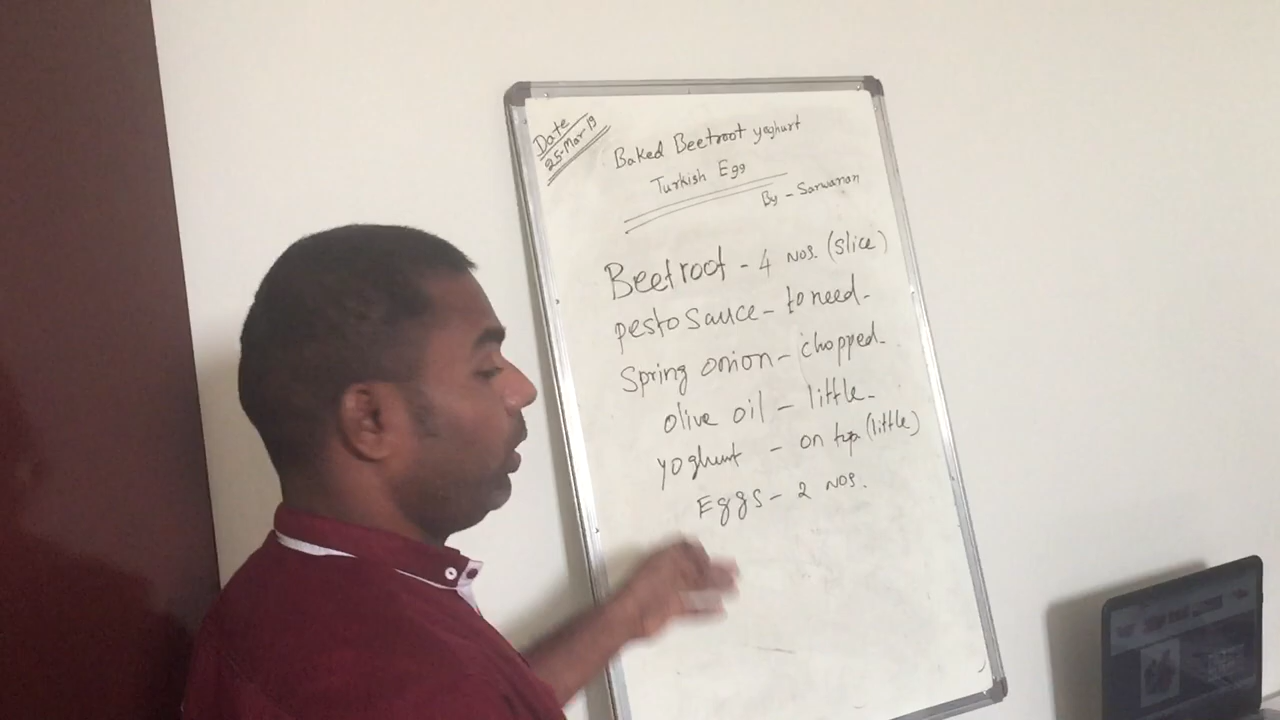 Date
25-Mar-19
Baked Beetroot yoghurt
Turkish Egg
By - Sarwanan
Beetroot - 4 NOS. (slice)
pesto sauce - to need.
Spring onion - chopped.
olive oil - little.
yoghurt - on top (little)
Eggs - 2 NOS.